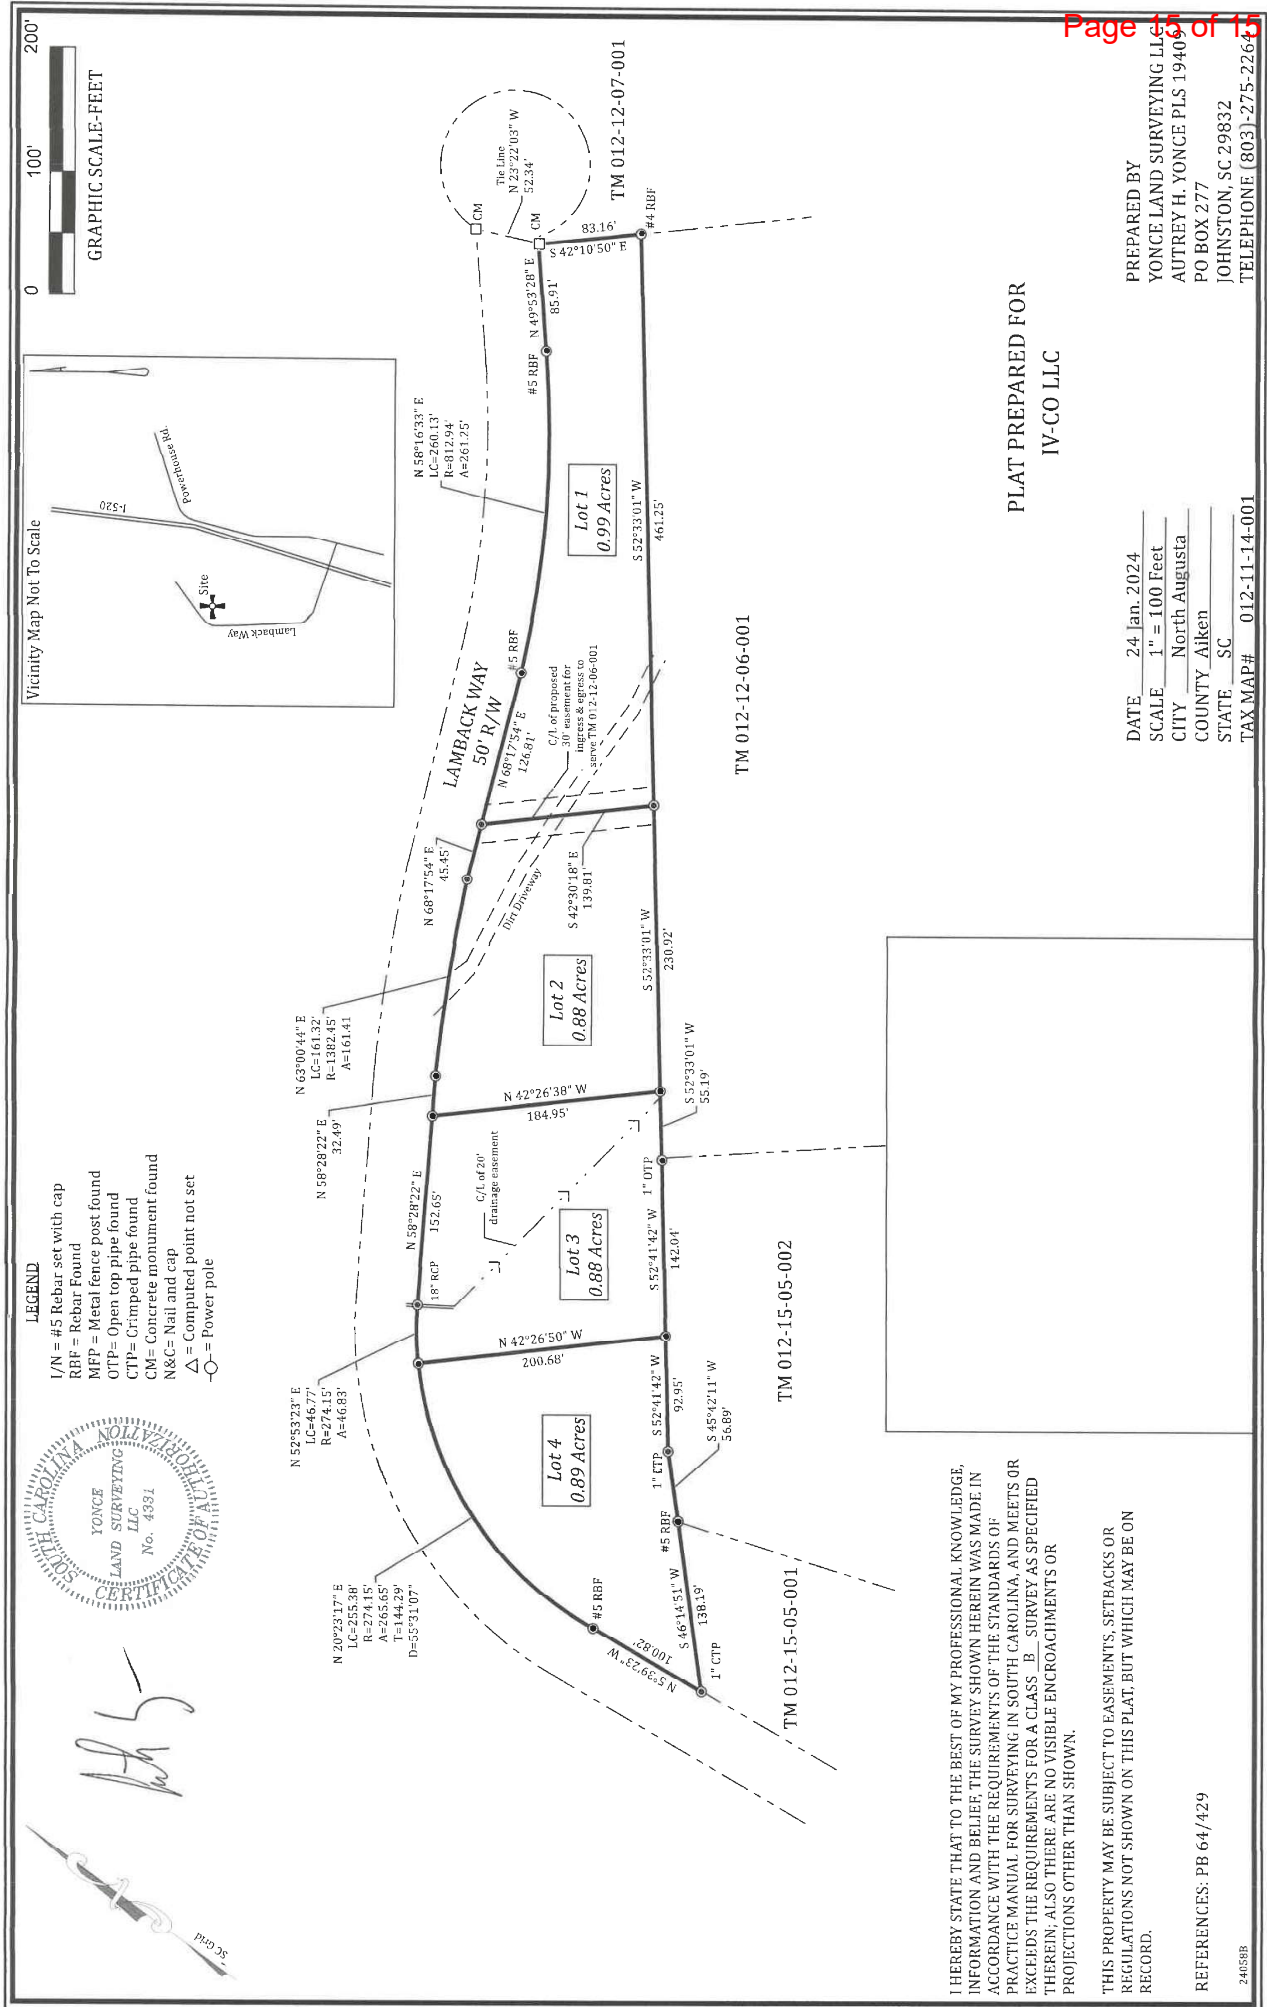 Page 15 of 15
LEGEND
I/N = #5 Rebar set with cap
RBF = Rebar Found
MFP = Metal fence post found
OTP= Open top pipe found
CTP= Crimped pipe found
CM= Concrete monument found
N&C= Nail and cap
= Computed point not set
= Power pole
SOUTH CAROLINA
CERTIFICATE OF AUTHORIZATION
YONCE
LAND SURVEYING
LLC
No. 4331
SC Grid
Vicinity Map Not To Scale
I-520
Powerhouse Rd.
Site
Lamback Way
0 100' 200'
GRAPHIC SCALE-FEET
N 20°23'17" E
LC=255.38'
R=274.15'
A=265.65'
T=144.29'
D=55°31'07"
N 52°53'23" E
LC=46.77'
R=274.15'
A=46.83'
N 58°28'22" E
32.49'
N 63°00'44" E
LC=161.32'
R=1382.45'
A=161.41
N 68°17'54" E
45.45'
LAMBACK WAY
50' R/W
N 68°17'54" E
126.81'
#5 RBF
N 58°16'33" E
LC=260.13'
R=812.94'
A=261.25'
#5 RBF
N 49°53'28" E
85.91'
CM
CM
Tie Line
N 23°22'03" W
52.34'
TM 012-12-07-001
S 42°10'50" E
83.16'
#4 RBF
18" RCP
N 58°28'22" E
152.65'
C/L of 20'
drainage easement
N 42°26'38" W
184.95'
Dirt Driveway
C/L of proposed
30' easement for
ingress & egress to
serve TM 012-12-06-001
S 42°30'18" E
139.81'
Lot 1
0.99 Acres
Lot 2
0.88 Acres
Lot 3
0.88 Acres
Lot 4
0.89 Acres
N 42°26'50" W
200.68'
#5 RBF
N 5°39'23" W
100.82'
1" CTP
S 46°14'51" W
138.19'
#5 RBF
1" CTP
S 45°42'11" W
56.89'
S 52°41'42" W
92.95'
S 52°41'42" W
142.04'
1" OTP
S 52°33'01" W
55.19'
S 52°33'01" W
230.92'
S 52°33'01" W
461.25'
TM 012-15-05-001
TM 012-15-05-002
TM 012-12-06-001
I HEREBY STATE THAT TO THE BEST OF MY PROFESSIONAL KNOWLEDGE,
INFORMATION AND BELIEF, THE SURVEY SHOWN HEREIN WAS MADE IN
ACCORDANCE WITH THE REQUIREMENTS OF THE STANDARDS OF
PRACTICE MANUAL FOR SURVEYING IN SOUTH CAROLINA, AND MEETS OR
EXCEEDS THE REQUIREMENTS FOR A CLASS B SURVEY AS SPECIFIED
THEREIN; ALSO THERE ARE NO VISIBLE ENCROACHMENTS OR
PROJECTIONS OTHER THAN SHOWN.
THIS PROPERTY MAY BE SUBJECT TO EASEMENTS, SETBACKS OR
REGULATIONS NOT SHOWN ON THIS PLAT, BUT WHICH MAY BE ON
RECORD.
REFERENCES: PB 64/429
24058B
PLAT PREPARED FOR
IV-CO LLC
DATE 24 Jan. 2024
SCALE 1" = 100 Feet
CITY North Augusta
COUNTY Aiken
STATE SC
TAX MAP# 012-11-14-001
PREPARED BY
YONCE LAND SURVEYING LLC
AUTREY H. YONCE PLS 19409
PO BOX 277
JOHNSTON, SC 29832
TELEPHONE (803)-275-2264